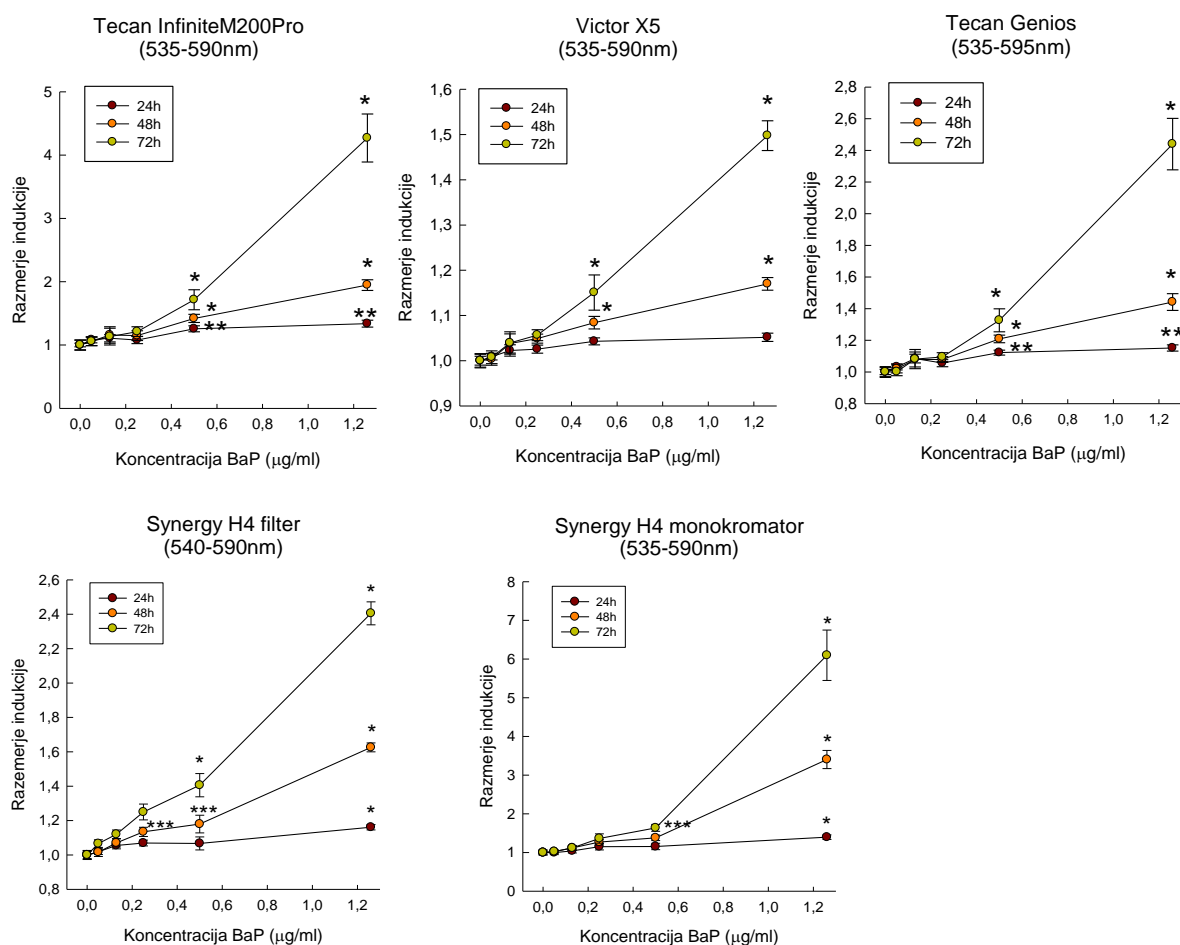 Tecan InfiniteM200Pro
(535-590nm)
5
4
3
2
1
0
Razmerje indukcije
24h
48h
72h
*
*
*
*
**
**
0,0 0,2 0,4 0,6 0,8 1,0 1,2
Koncentracija BaP (µg/ml)
Victor X5
(535-590nm)
1,6
1,5
1,4
1,3
1,2
1,1
1,0
0,9
Razmerje indukcije
24h
48h
72h
*
*
*
*
0,0 0,2 0,4 0,6 0,8 1,0 1,2
Koncentracija BaP (µg/ml)
Tecan Genios
(535-595nm)
2,8
2,6
2,4
2,2
2,0
1,8
1,6
1,4
1,2
1,0
0,8
Razmerje indukcije
24h
48h
72h
*
*
*
*
**
**
0,0 0,2 0,4 0,6 0,8 1,0 1,2
Koncentracija BaP (µg/ml)
Synergy H4 filter
(540-590nm)
2,6
2,4
2,2
2,0
1,8
1,6
1,4
1,2
1,0
0,8
Razemerje indukcije
24h
48h
72h
*
*
*
***
***
*
0,0 0,2 0,4 0,6 0,8 1,0 1,2
Koncentracija BaP (µg/ml)
Synergy H4 monokromator
(535-590nm)
8
7
6
5
4
3
2
1
0
Razmerje indukcije
24h
48h
72h
*
*
***
*
0,0 0,2 0,4 0,6 0,8 1,0 1,2
Koncentracija BaP (µg/ml)